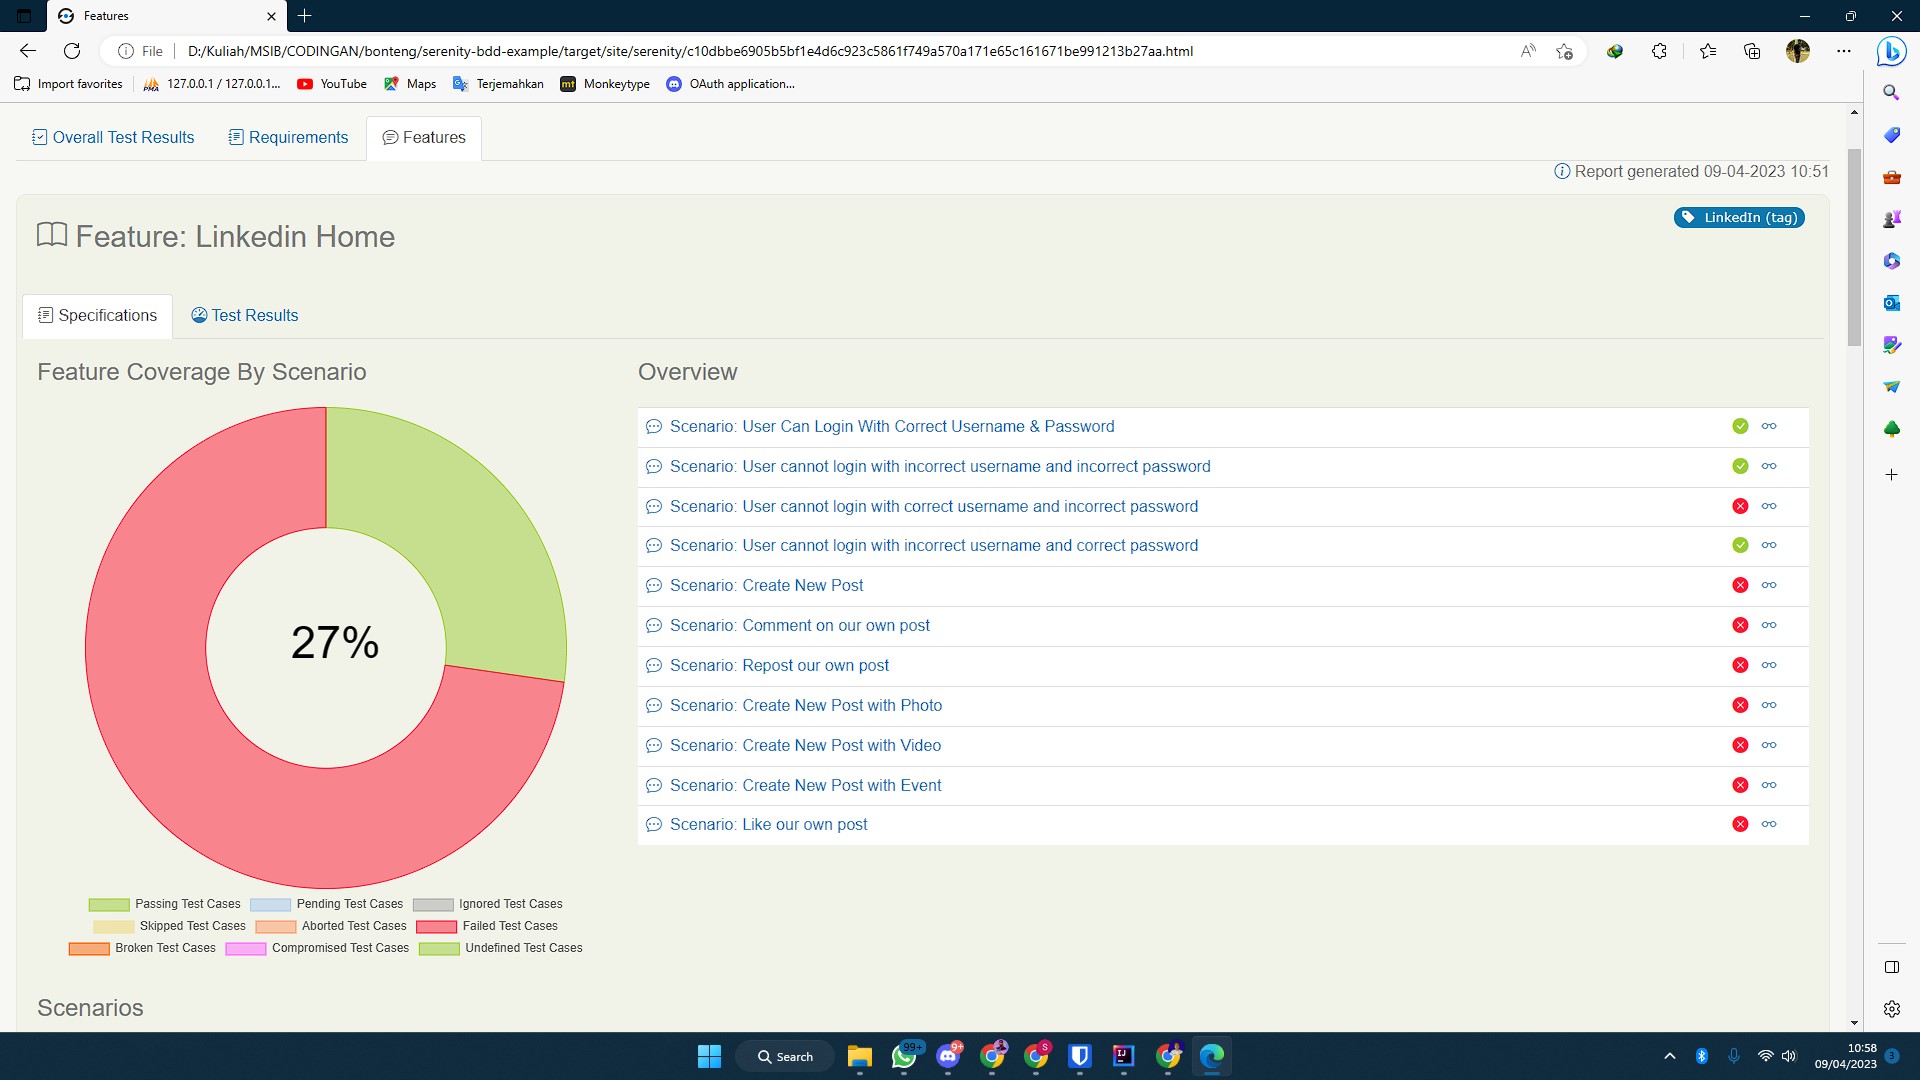 Features
File
D:/Kuliah/MSIB/CODINGAN/bonteng/serenity-bdd-example/target/site/serenity/c10dbbe6905b5bf1e4d6c923c5861f749a570a171e65c161671be991213b27aa.html
Import favorites
127.0.0.1 / 127.0.0.1...
YouTube
Maps
Terjemahkan
mt
Monkeytype
OAuth application...
Overall Test Results
Requirements
Features
Report generated 09-04-2023 10:51
Feature: Linkedin Home
LinkedIn (tag)
Specifications
Test Results
Feature Coverage By Scenario
27%
Passing Test Cases
Pending Test Cases
Ignored Test Cases
Skipped Test Cases
Aborted Test Cases
Failed Test Cases
Broken Test Cases
Compromised Test Cases
Undefined Test Cases
Overview
Scenario: User Can Login With Correct Username & Password
Scenario: User cannot login with incorrect username and incorrect password
Scenario: User cannot login with correct username and incorrect password
Scenario: User cannot login with incorrect username and correct password
Scenario: Create New Post
Scenario: Comment on our own post
Scenario: Repost our own post
Scenario: Create New Post with Photo
Scenario: Create New Post with Video
Scenario: Create New Post with Event
Scenario: Like our own post
Scenarios
Search
99+
9+
S
IJ
10:58
09/04/2023
3